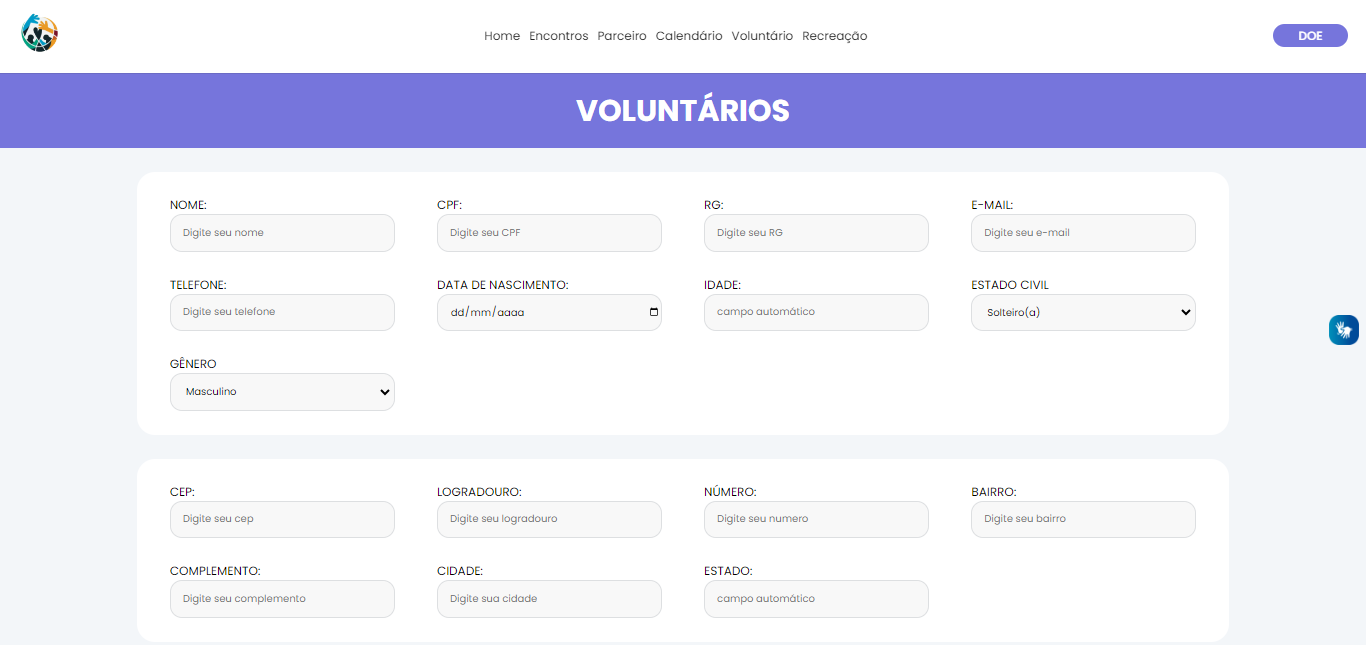 Home Encontros Parceiro Calendário Voluntário Recreação DOE
VOLUNTÁRIOS
NOME: CPF: RG: E-MAIL:
Digite seu nome Digite seu CPF Digite seu RG Digite seu e-mail
TELEFONE: DATA DE NASCIMENTO: IDADE: ESTADO CIVIL
Digite seu telefone dd/mm/aaaa campo automático Solteiro(a)
GÊNERO
Masculino
CEP: LOGRADOURO: NÚMERO: BAIRRO:
Digite seu cep Digite seu logradouro Digite seu numero Digite seu bairro
COMPLEMENTO: CIDADE: ESTADO:
Digite seu complemento Digite sua cidade campo automático